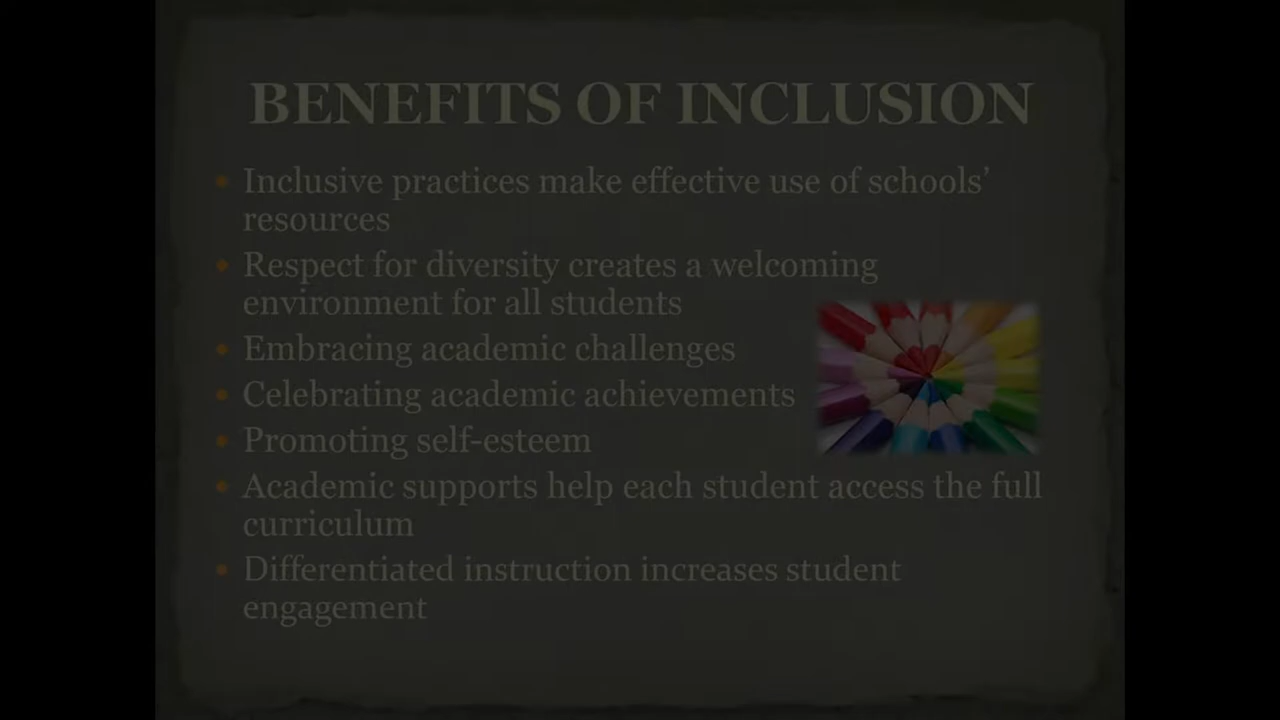 BENEFITS OF INCLUSION
Inclusive practices make effective use of schools’
resources
Respect for diversity creates a welcoming
environment for all students
Embracing academic challenges
Celebrating academic achievements
Promoting self-esteem
Academic supports help each student access the full
curriculum
Differentiated instruction increases student
engagement